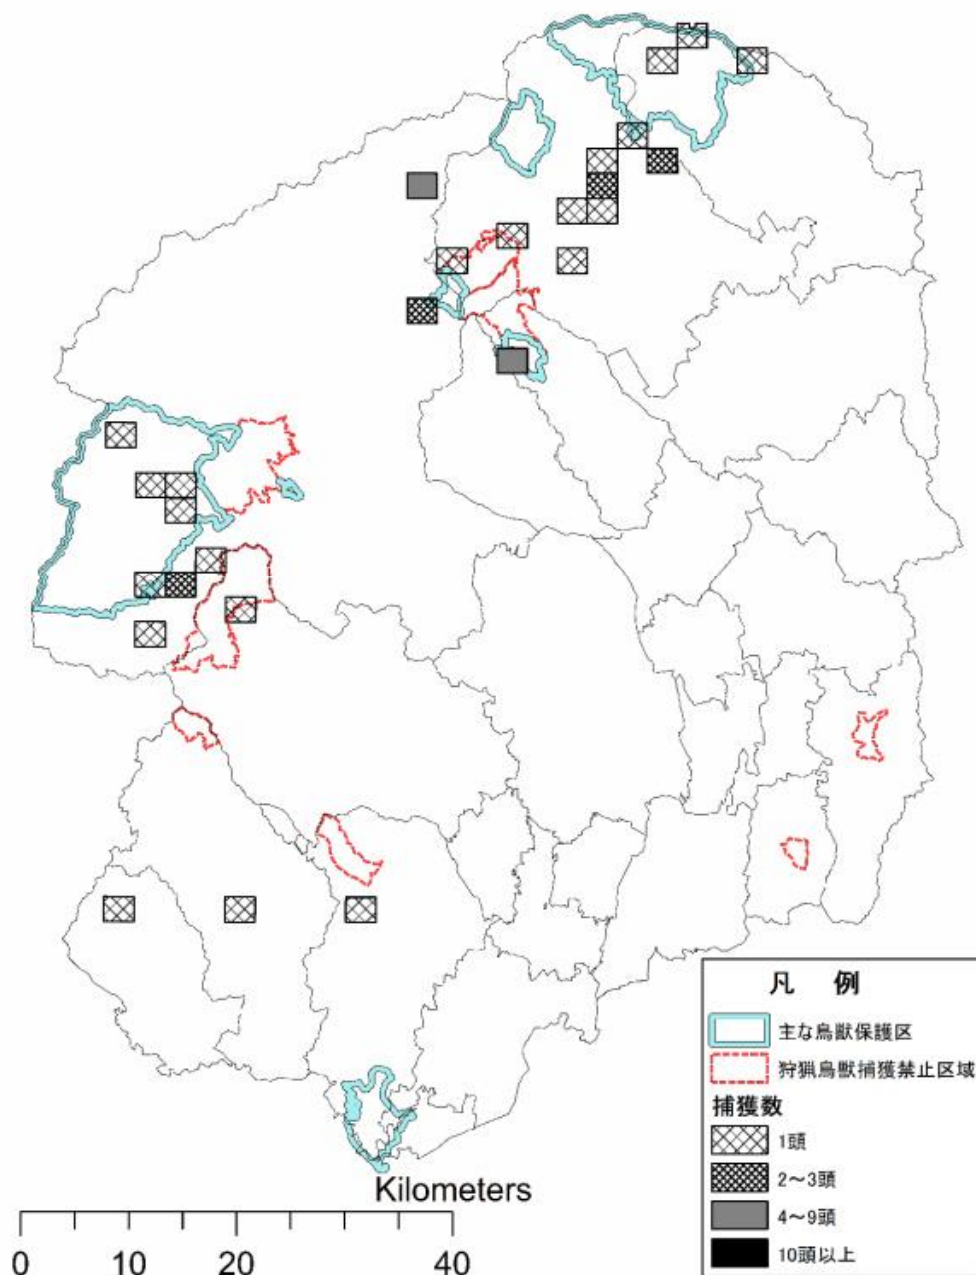 凡 例
主な鳥獣保護区
狩猟鳥獣捕獲禁止区域
捕獲数
1頭
2～3頭
4～9頭
10頭以上
Kilometers
0 10 20 40